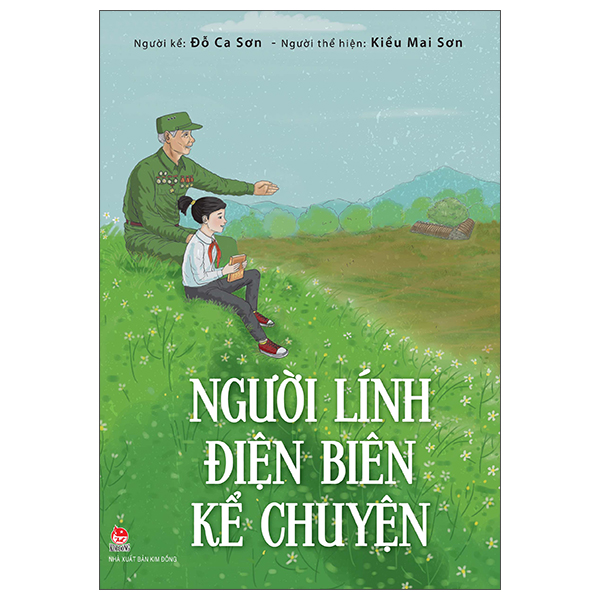 Người kể: Đỗ Ca Sơn - Người thể hiện: Kiều Mai Sơn
NGƯỜI LÍNH
ĐIỆN BIÊN
KỂ CHUYỆN
NHÀ XUẤT BẢN KIM ĐỒNG